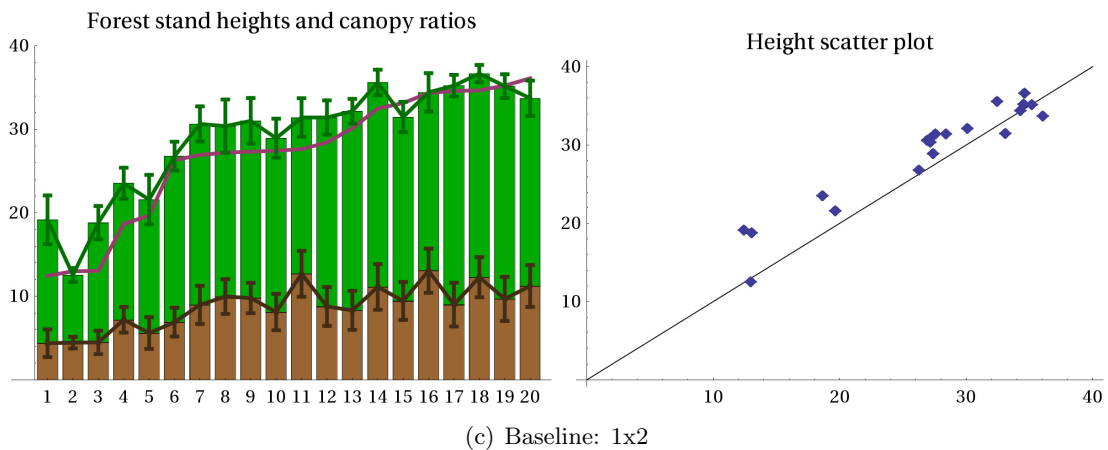 Forest stand heights and canopy ratios
40
30
20
10
1 2 3 4 5 6 7 8 9 10 11 12 13 14 15 16 17 18 19 20
Height scatter plot
40
30
20
10
10 20 30 40
(c) Baseline: 1x2